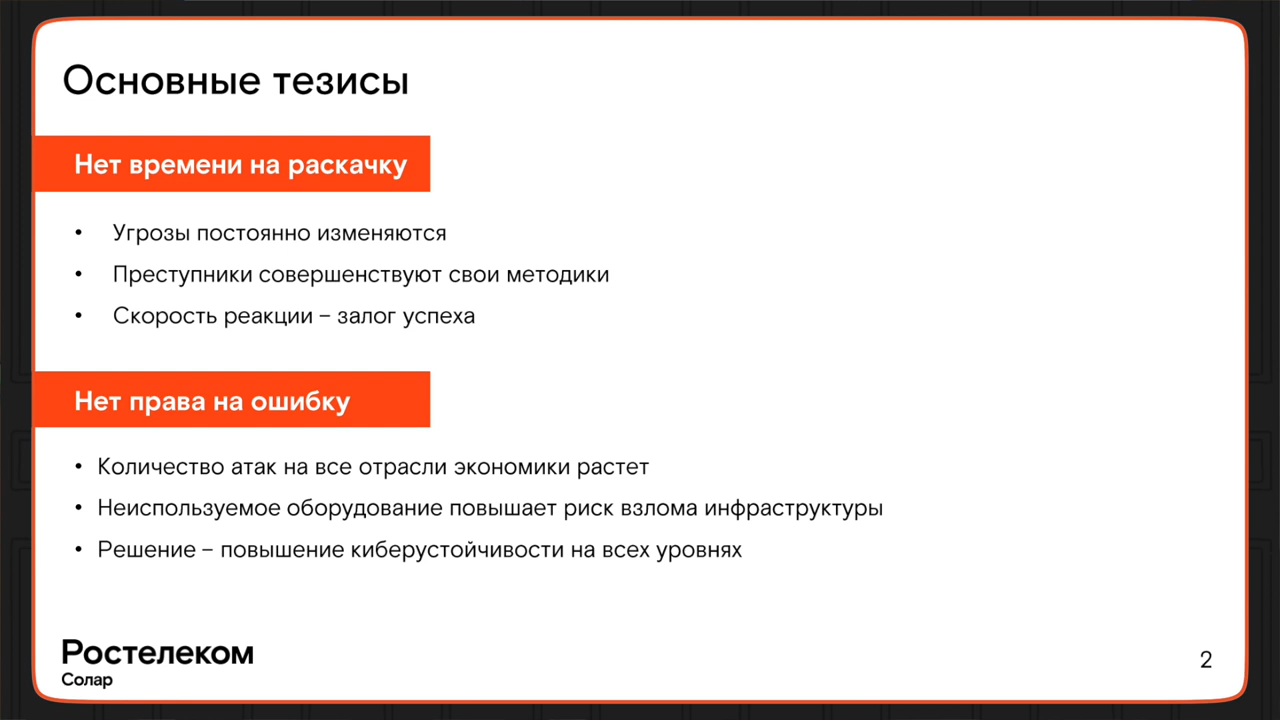 Основные тезисы
Нет времени на раскачку
• Угрозы постоянно изменяются
• Преступники совершенствуют свои методики
• Скорость реакции – залог успеха
Нет права на ошибку
• Количество атак на все отрасли экономики растет
• Неиспользуемое оборудование повышает риск взлома инфраструктуры
• Решение – повышение киберустойчивости на всех уровнях
Ростелеком
Солар
2